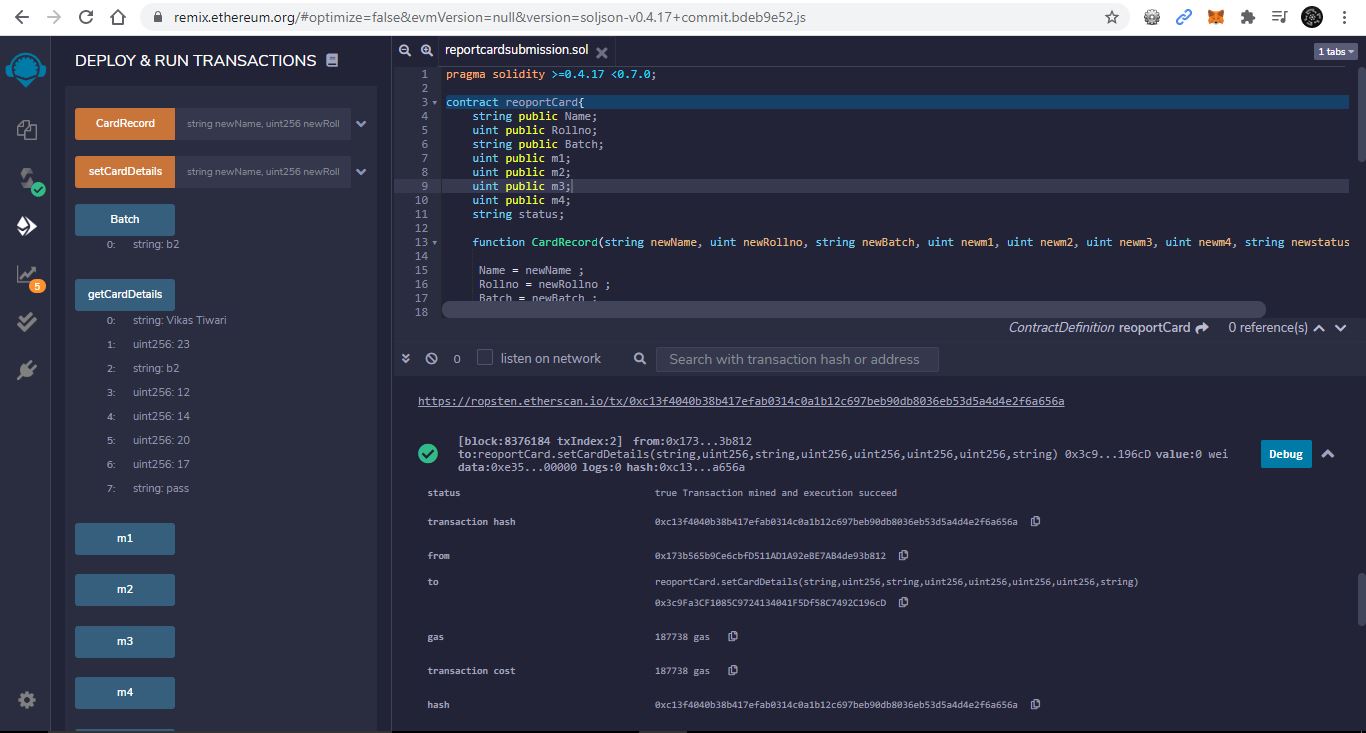 remix.ethereum.org/#optimize=false&evmVersion=null&version=soljson-v0.4.17+commit.bdeb9e52.js
DEPLOY & RUN TRANSACTIONS
CardRecord string newName, uint256 newRoll
setCardDetails string newName, uint256 newRoll
Batch
0: string: b2
getCardDetails
0: string: Vikas Tiwari
1: uint256: 23
2: string: b2
3: uint256: 12
4: uint256: 14
5: uint256: 20
6: uint256: 17
7: string: pass
m1
m2
m3
m4
5
reportcardsubmission.sol
1 tabs
1 pragma solidity >=0.4.17 <0.7.0;
2
3 contract reoportCard{
4 string public Name;
5 uint public Rollno;
6 string public Batch;
7 uint public m1;
8 uint public m2;
9 uint public m3;
10 uint public m4;
11 string status;
12
13 function CardRecord(string newName, uint newRollno, string newBatch, uint newm1, uint newm2, uint newm3, uint newm4, string newstatus
14
15 Name = newName ;
16 Rollno = newRollno ;
17 Batch = newBatch ;
18
ContractDefinition reoportCard 0 reference(s)
0 listen on network Search with transaction hash or address
https://ropsten.etherscan.io/tx/0xc13f4040b38b417efab0314c0a1b12c697beb90db8036eb53d5a4d4e2f6a656a
[block:8376184 txIndex:2] from:0x173...3b812
to:reoportCard.setCardDetails(string,uint256,string,uint256,uint256,uint256,uint256,string) 0x3c9...196cD value:0 wei
data:0xe35...00000 logs:0 hash:0xc13...a656a
Debug
status true Transaction mined and execution succeed
transaction hash 0xc13f4040b38b417efab0314c0a1b12c697beb90db8036eb53d5a4d4e2f6a656a
from 0x173b565b9Ce6cbfD511AD1A92eBE7AB4de93b812
to reoportCard.setCardDetails(string,uint256,string,uint256,uint256,uint256,uint256,string)
0x3c9Fa3CF1085C9724134041F5Df58C7492C196cD
gas 187738 gas
transaction cost 187738 gas
hash 0xc13f4040b38b417efab0314c0a1b12c697beb90db8036eb53d5a4d4e2f6a656a